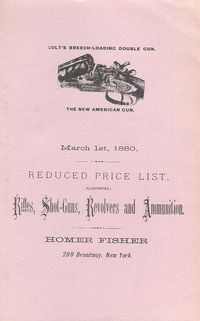 COLT'S BREECH-LOADING DOUBLE GUN.
THE NEW AMERICAN GUN.
March 1st, 1880.
REDUCED PRICE LIST,
(ILLUSTRATED.)
Rifles, Shot-Guns, Revolvers and Ammunition.
HOMER FISHER
299 Broadway, New York.